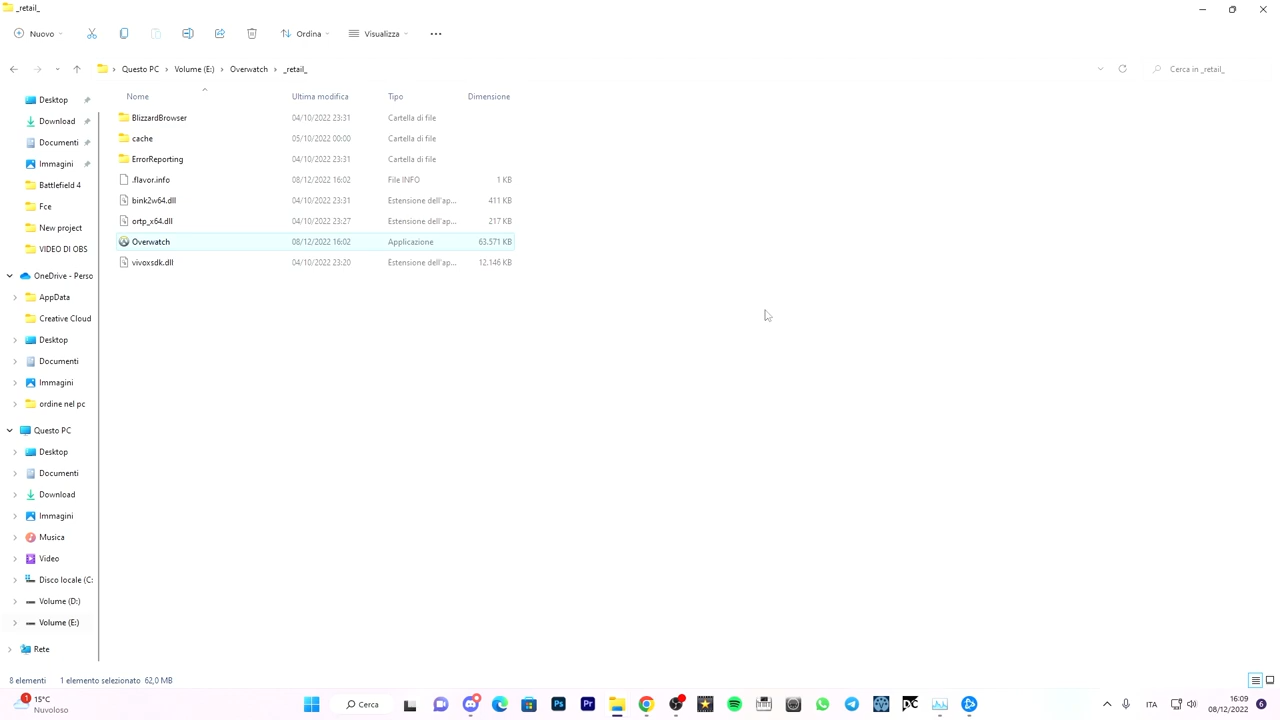 _retail_
Nuovo
Ordina
Visualizza
Questo PC
Volume (E:)
Overwatch
_retail_
Cerca in _retail_
Nome
Ultima modifica
Tipo
Dimensione
BlizzardBrowser
04/10/2022 23:31
Cartella di file
cache
05/10/2022 00:00
Cartella di file
ErrorReporting
04/10/2022 23:31
Cartella di file
.flavor.info
08/12/2022 16:02
File INFO
1 KB
bink2w64.dll
04/10/2022 23:31
Estensione dell'ap...
411 KB
ortp_x64.dll
04/10/2022 23:27
Estensione dell'ap...
217 KB
Overwatch
08/12/2022 16:02
Applicazione
63.571 KB
vivoxsdk.dll
04/10/2022 23:20
Estensione dell'ap...
12.146 KB
Desktop
Download
Documenti
Immagini
Battlefield 4
Fce
New project
VIDEO DI OBS
OneDrive - Perso
AppData
Creative Cloud
Desktop
Documenti
Immagini
ordine nel pc
Questo PC
Desktop
Documenti
Download
Immagini
Musica
Video
Disco locale (C:
Volume (D:)
Volume (E:)
Rete
8 elementi
1 elemento selezionato 62,0 MB
1
15°C
Nuvoloso
Cerca
Ps
Pr
ITA
16:09
08/12/2022
6